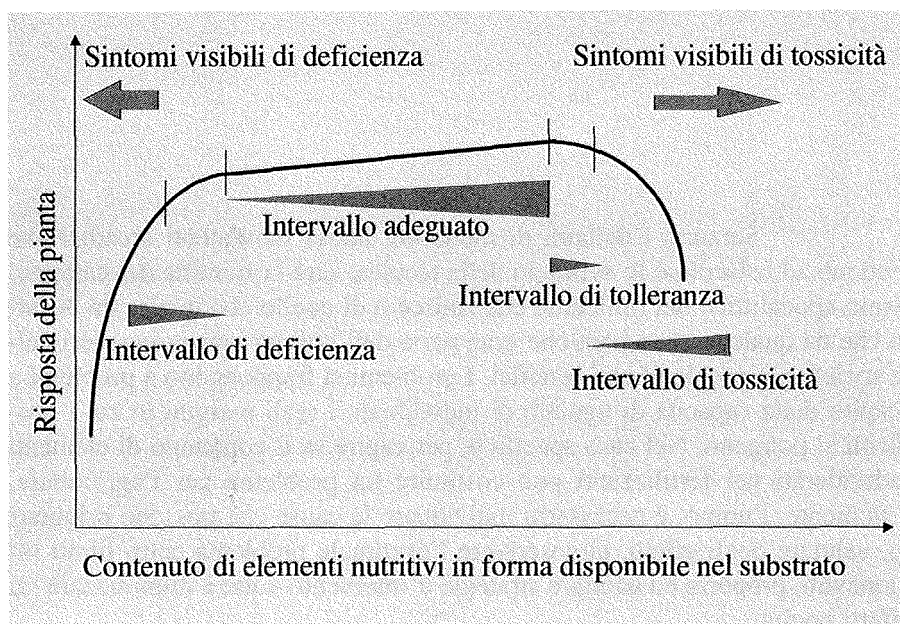 Sintomi visibili di deficienza
Sintomi visibili di tossicità
Intervallo adeguato
Intervallo di tolleranza
Intervallo di deficienza
Intervallo di tossicità
Risposta della pianta
Contenuto di elementi nutritivi in forma disponibile nel substrato